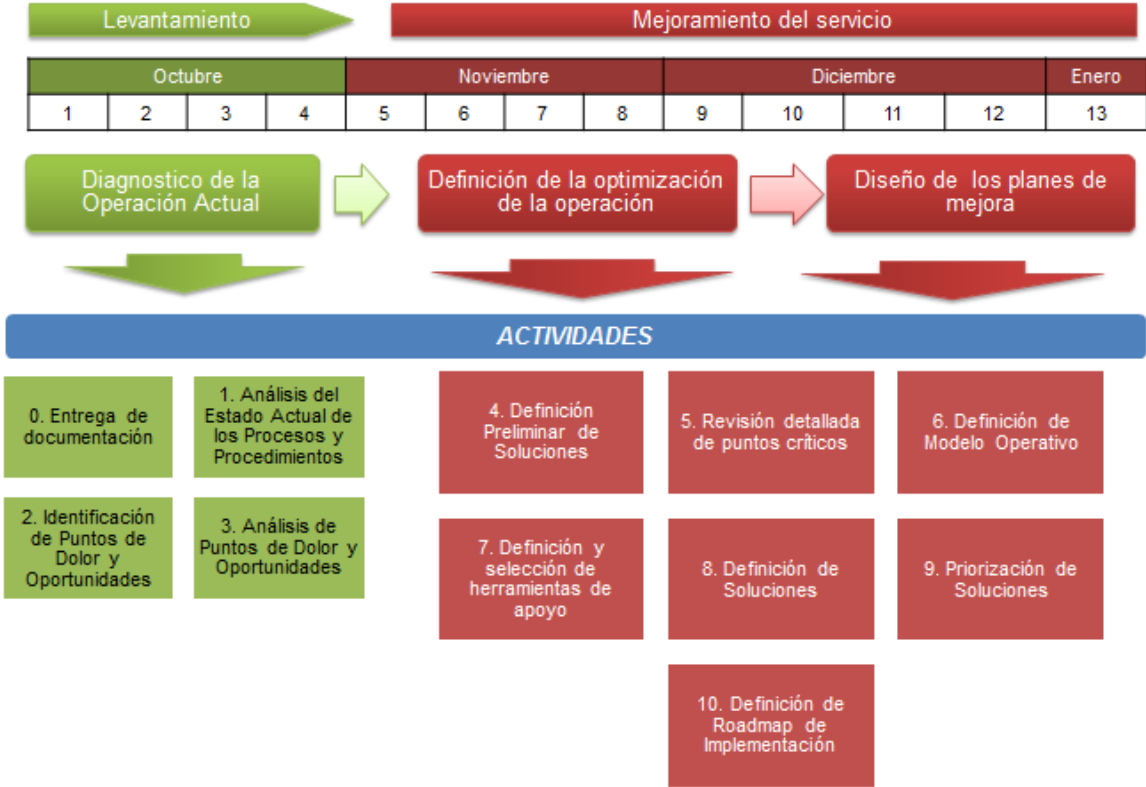 Levantamiento
Mejoramiento del servicio
Octubre
Noviembre
Diciembre
Enero
1
2
3
4
5
6
7
8
9
10
11
12
13
Diagnostico de la
Operación Actual
Definición de la optimización
de la operación
Diseño de los planes de
mejora
ACTIVIDADES
0. Entrega de
documentación
1. Análisis del
Estado Actual de
los Procesos y
Procedimientos
4. Definición
Preliminar de
Soluciones
5. Revisión detallada
de puntos críticos
6. Definición de
Modelo Operativo
2. Identificación
de Puntos de
Dolor y
Oportunidades
3. Análisis de
Puntos de Dolor y
Oportunidades
7. Definición y
selección de
herramientas de
apoyo
8. Definición de
Soluciones
9. Priorización de
Soluciones
10. Definición de
Roadmap de
Implementación